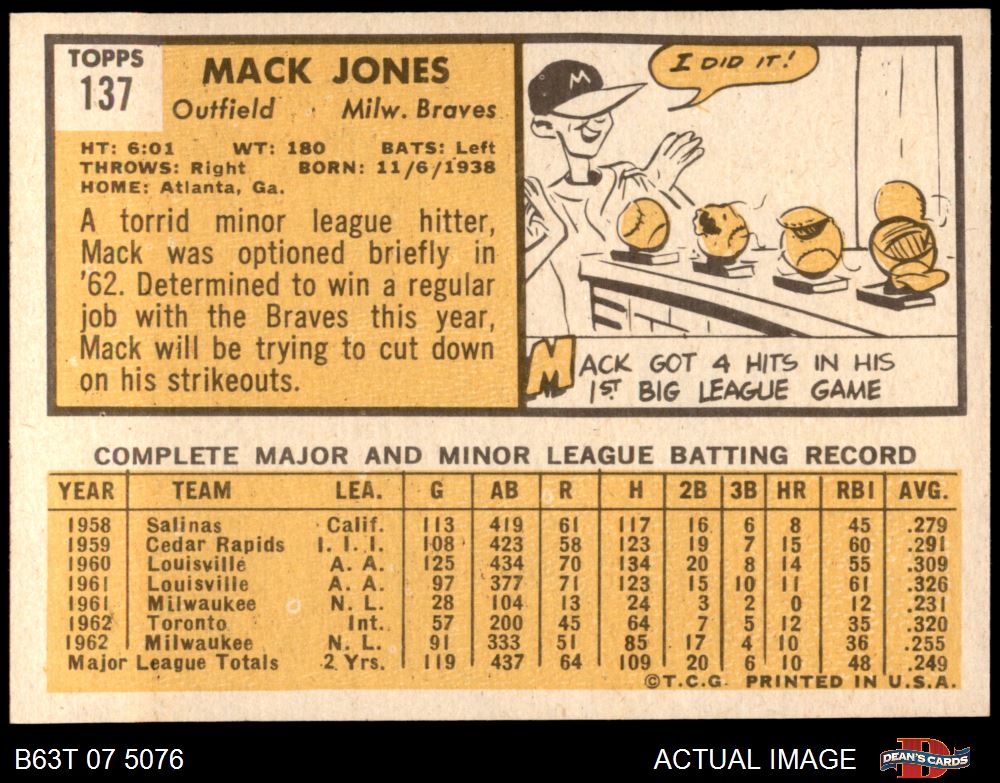 TOPPS
137
MACK JONES
Outfield Milw. Braves
HT: 6:01 WT: 180 BATS: Left
THROWS: Right BORN: 11/6/1938
HOME: Atlanta, Ga.
A torrid minor league hitter,
Mack was optioned briefly in
'62. Determined to win a regular
job with the Braves this year,
Mack will be trying to cut down
on his strikeouts.
M
I DID IT!
MACK GOT 4 HITS IN HIS
1ST BIG LEAGUE GAME
COMPLETE MAJOR AND MINOR LEAGUE BATTING RECORD
YEAR TEAM LEA. G AB R H 2B 3B HR RBI AVG.
1958 Salinas Calif. 113 419 61 117 16 6 8 45 .279
1959 Cedar Rapids I. I. I. 108 423 58 123 19 7 15 60 .291
1960 Louisville A. A. 125 434 70 134 20 8 14 55 .309
1961 Louisville A. A. 97 377 71 123 15 10 11 61 .326
1961 Milwaukee N. L. 28 104 13 24 3 2 0 12 .231
1962 Toronto Int. 57 200 45 64 7 5 12 35 .320
1962 Milwaukee N. L. 91 333 51 85 17 4 10 36 .255
Major League Totals 2 Yrs. 119 437 64 109 20 6 10 48 .249
©T.C.G. PRINTED IN U.S.A.
B63T 07 5076 ACTUAL IMAGE D DEAN'S CARDS